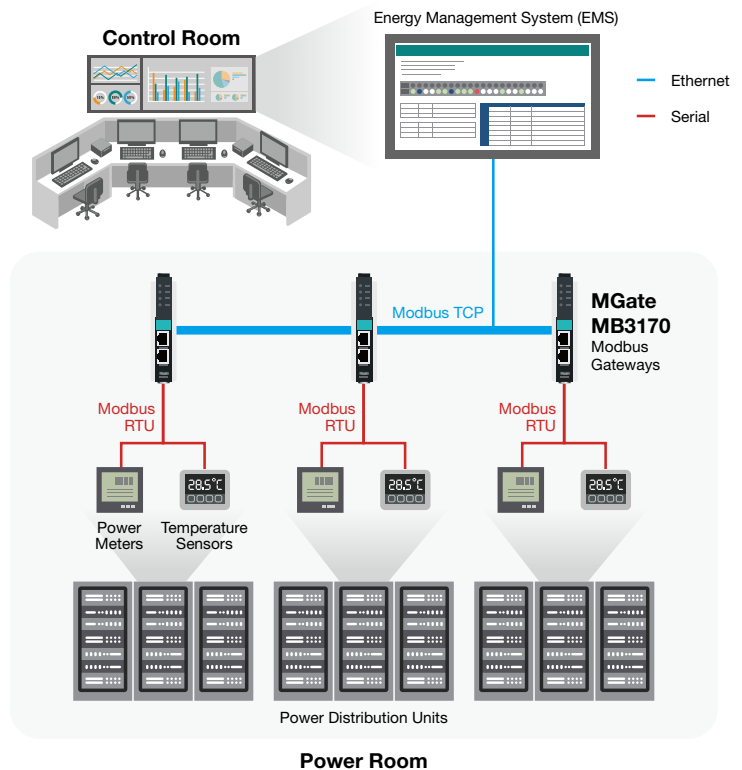 Energy Management System (EMS)
Control Room
Ethernet
Serial
Modbus TCP
MGate
MB3170
Modbus
Gateways
Modbus
RTU
Modbus
RTU
Modbus
RTU
28.5°C
28.5°C
28.5°C
Power
Meters
Temperature
Sensors
Power Distribution Units
Power Room